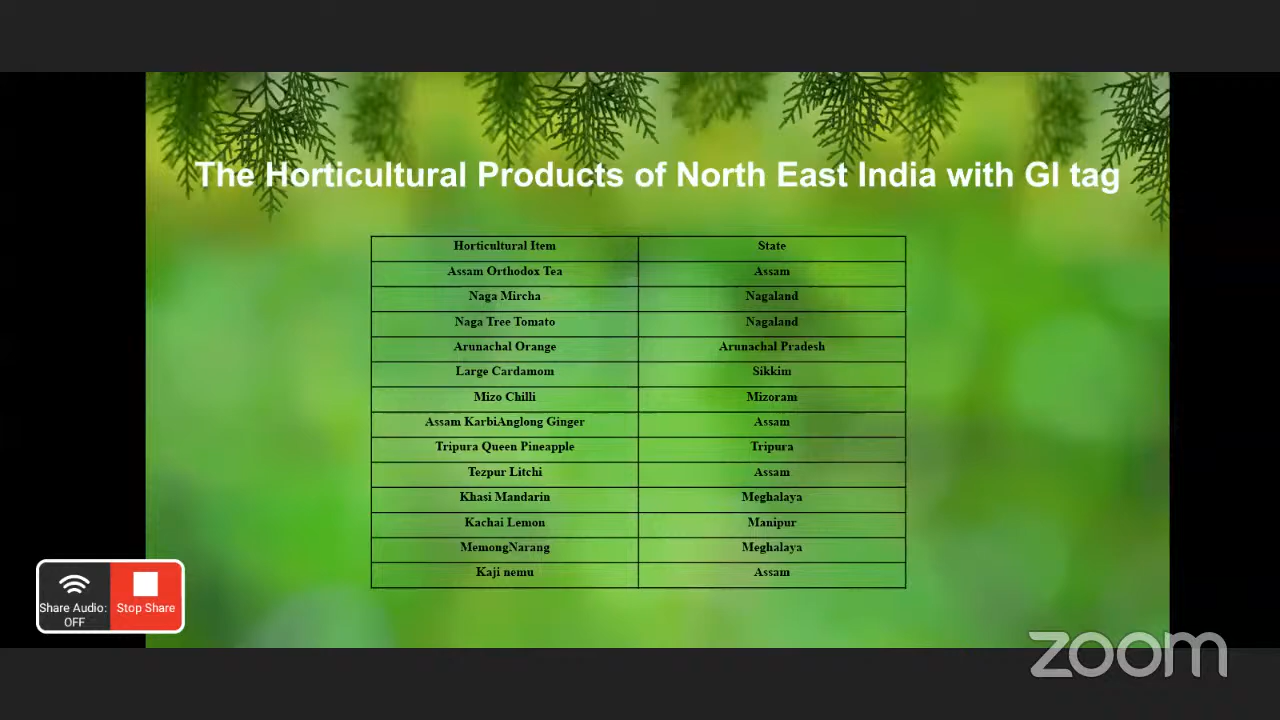 The Horticultural Products of North East India with GI tag
Horticultural Item State
Assam Orthodox Tea Assam
Naga Mircha Nagaland
Naga Tree Tomato Nagaland
Arunachal Orange Arunachal Pradesh
Large Cardamom Sikkim
Mizo Chilli Mizoram
Assam KarbiAnglong Ginger Assam
Tripura Queen Pineapple Tripura
Tezpur Litchi Assam
Khasi Mandarin Meghalaya
Kachai Lemon Manipur
MemongNarang Meghalaya
Kaji nemu Assam
Share Audio: Stop Share
OFF
zoom